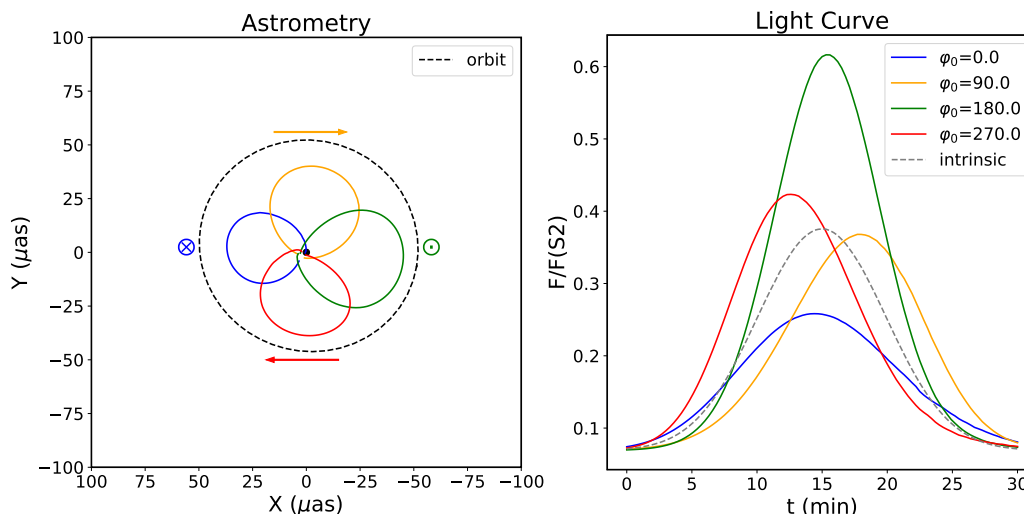 Astrometry
100
75
50
25
0
−25
−50
−75
−100
100
75
50
25
0
−25
−50
−75
−100
Y (μas)
X (μas)
orbit
Light Curve
0.6
0.5
0.4
0.3
0.2
0.1
0
5
10
15
20
25
30
F/F(S2)
t (min)
φ₀=0.0
φ₀=90.0
φ₀=180.0
φ₀=270.0
intrinsic